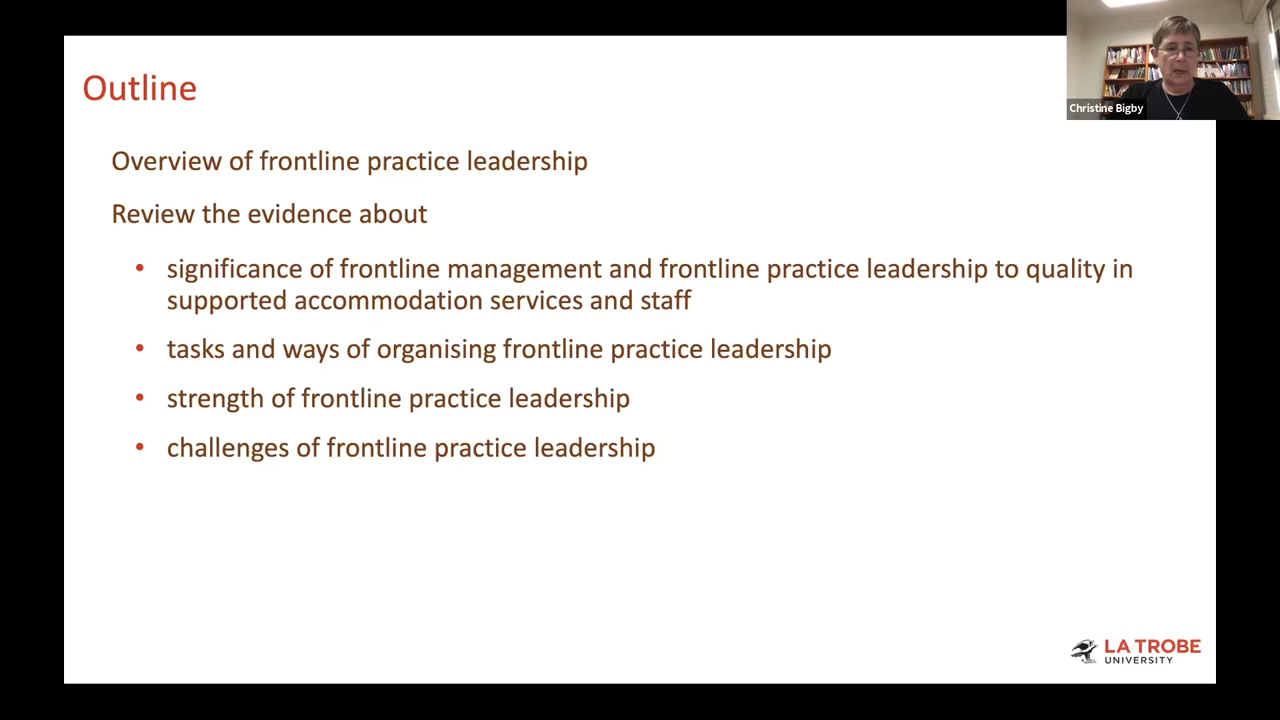 Outline
Christine Bigby
Overview of frontline practice leadership
Review the evidence about
• significance of frontline management and frontline practice leadership to quality in
supported accommodation services and staff
• tasks and ways of organising frontline practice leadership
• strength of frontline practice leadership
• challenges of frontline practice leadership
LA TROBE
UNIVERSITY